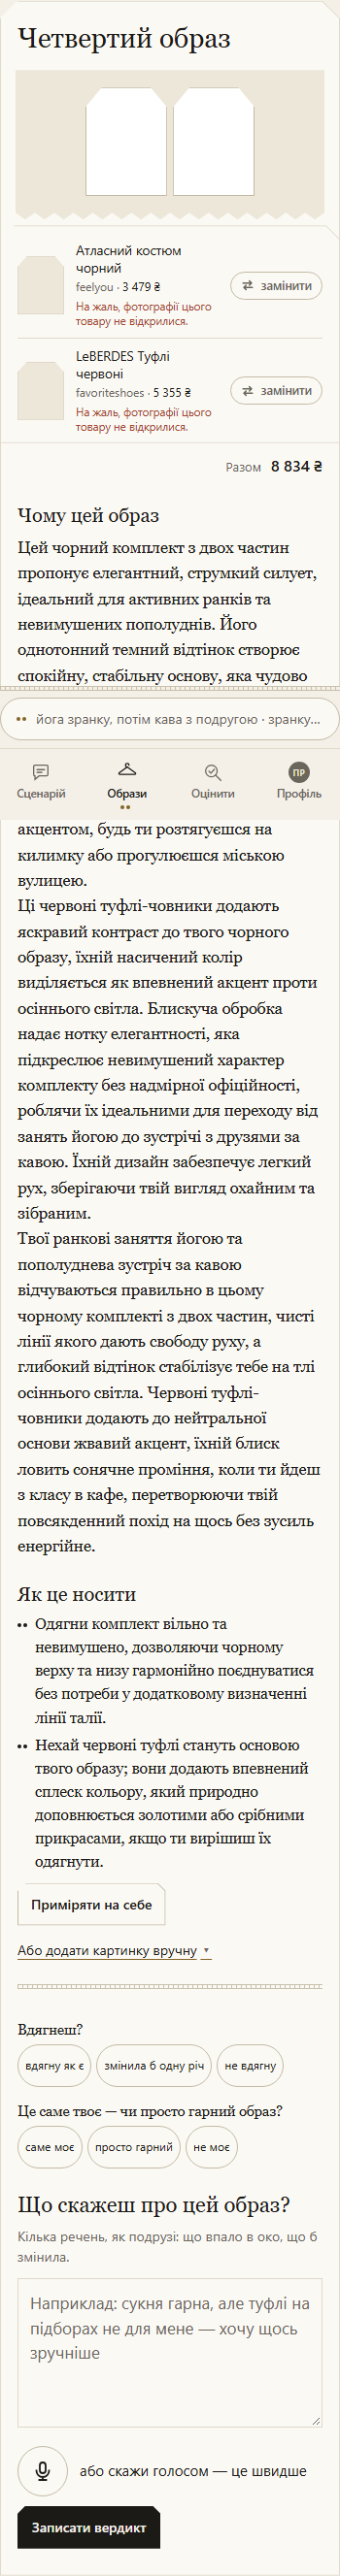 Четвертий образ
Атласний костюм
чорний
feelyou · 3 479 ₴
На жаль, фотографії цього
товару не відкрилися.
замінити
LeBERDES Туфлі
червоні
favoriteshoes · 5 355 ₴
На жаль, фотографії цього
товару не відкрилися.
замінити
Разом 8 834 ₴
Чому цей образ
Цей чорний комплект з двох частин
пропонує елегантний, струмкий силует,
ідеальний для активних ранків та
невимушених пополуднів. Його
однотонний темний відтінок створює
спокійну, стабільну основу, яка чудово
йога зранку, потім кава з подругою · зранку...
Сценарій
Образи
Оцінити
ПР
Профіль
акцентом, будь ти розтягуєшся на
килимку або прогулюєшся міською
вулицею.
Ці червоні туфлі-човники додають
яскравий контраст до твого чорного
образу, їхній насичений колір
виділяється як впевнений акцент проти
осіннього світла. Блискуча обробка
надає нотку елегантності, яка
підкреслює невимушений характер
комплекту без надмірної офіційності,
роблячи їх ідеальними для переходу від
занять йогою до зустрічі з друзями за
кавою. Їхній дизайн забезпечує легкий
рух, зберігаючи твій вигляд охайним та
зібраним.
Твої ранкові заняття йогою та
пополуднева зустріч за кавою
відчуваються правильно в цьому
чорному комплекті з двох частин, чисті
лінії якого дають свободу руху, а
глибокий відтінок стабілізує тебе на тлі
осіннього світла. Червоні туфлі-
човники додають до нейтральної
основи жвавий акцент, їхній блиск
ловить сонячне проміння, коли ти йдеш
з класу в кафе, перетворюючи твій
повсякденний похід на щось без зусиль
енергійне.
Як це носити
Одягни комплект вільно та
невимушено, дозволяючи чорному
верху та низу гармонійно поєднуватися
без потреби у додатковому визначенні
лінії талії.
Нехай червоні туфлі стануть основою
твого образу; вони додають впевнений
сплеск кольору, який природно
доповнюється золотими або срібними
прикрасами, якщо ти вирішиш їх
одягнути.
Приміряти на себе
Або додати картинку вручну
Вдягнеш?
вдягну як є
змінила б одну річ
не вдягну
Це саме твоє — чи просто гарний образ?
саме моє
просто гарний
не моє
Що скажеш про цей образ?
Кілька речень, як подрузі: що впало в око, що б
змінила.
Наприклад: сукня гарна, але туфлі на
підборах не для мене — хочу щось
зручніше
або скажи голосом — це швидше
Записати вердикт